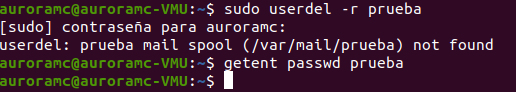 auroramc@auroramc-VMU:~$ sudo userdel -r prueba
[sudo] contraseña para auroramc:
userdel: prueba mail spool (/var/mail/prueba) not found
auroramc@auroramc-VMU:~$ getent passwd prueba
auroramc@auroramc-VMU:~$